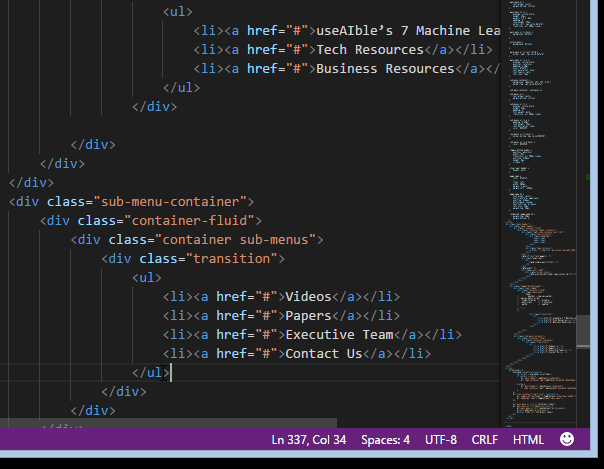 <ul>
<li><a href="#">useAIble’s 7 Machine Lea
<li><a href="#">Tech Resources</a></li>
<li><a href="#">Business Resources</a></
</ul>
</div>
</div>
</div>
</div>
<div class="sub-menu-container">
<div class="container-fluid">
<div class="container sub-menus">
<div class="transition">
<ul>
<li><a href="#">Videos</a></li>
<li><a href="#">Papers</a></li>
<li><a href="#">Executive Team</a></li>
<li><a href="#">Contact Us</a></li>
</ul>
</div>
</div>
Ln 337, Col 34 Spaces: 4 UTF-8 CRLF HTML